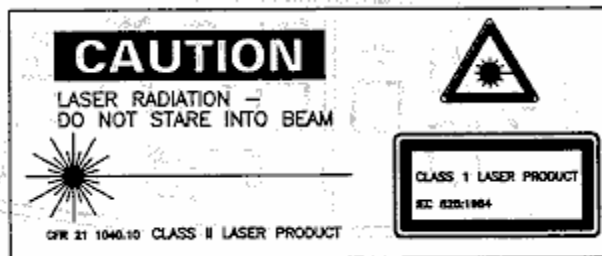 CAUTION
LASER RADIATION –
DO NOT STARE INTO BEAM
CFR 21 1040.10 CLASS II LASER PRODUCT
CLASS 1 LASER PRODUCT
IEC 825:1984